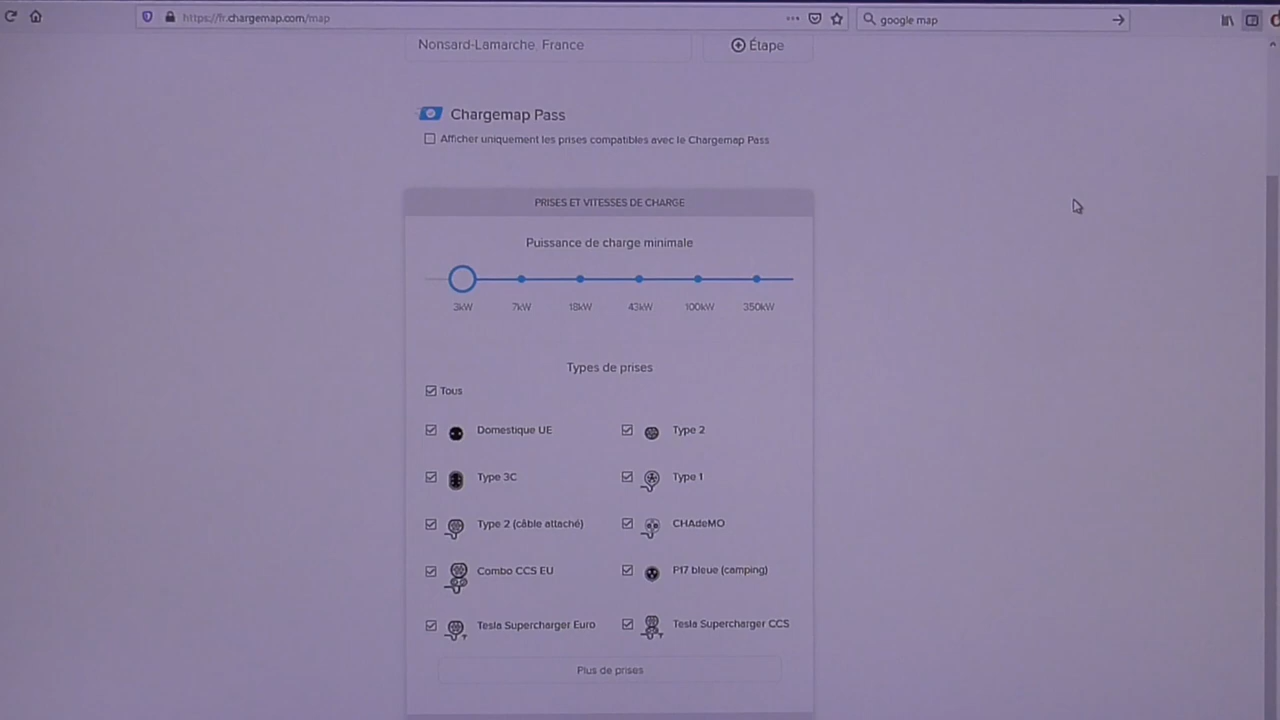 https://fr.chargemap.com/map
google map
Nonsard-Lamarche, France
Étape
Chargemap Pass
Afficher uniquement les prises compatibles avec le Chargemap Pass
PRISES ET VITESSES DE CHARGE
Puissance de charge minimale
3kW 7kW 18kW 43kW 100kW 350kW
Types de prises
Tous
Domestique UE
Type 2
Type 3C
Type 1
Type 2 (câble attaché)
CHAdeMO
Combo CCS EU
P17 bleue (camping)
Tesla Supercharger Euro
Tesla Supercharger CCS
Plus de prises